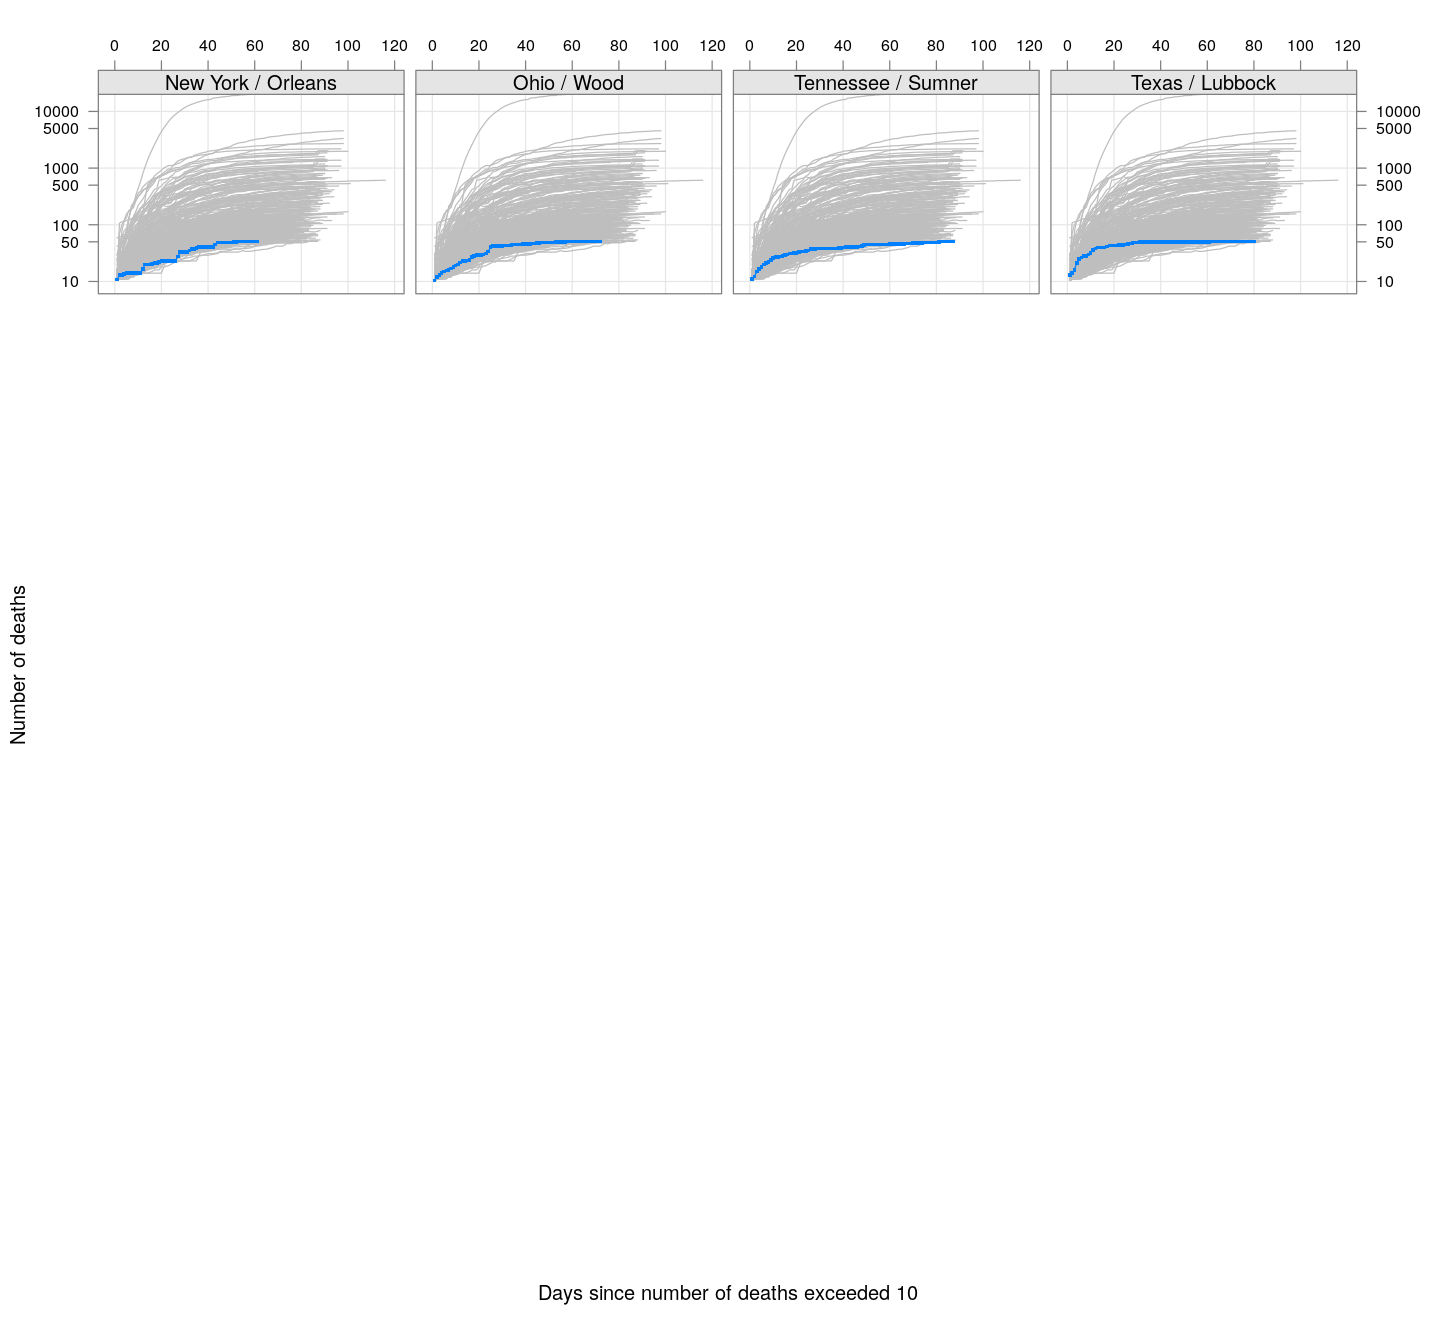 0 20 40 60 80 100 120 0 20 40 60 80 100 120 0 20 40 60 80 100 120 0 20 40 60 80 100 120
New York / Orleans Ohio / Wood Tennessee / Sumner Texas / Lubbock
10000 10000
5000 5000
1000 1000
500 500
100 100
50 50
10 10
Number of deaths
Days since number of deaths exceeded 10